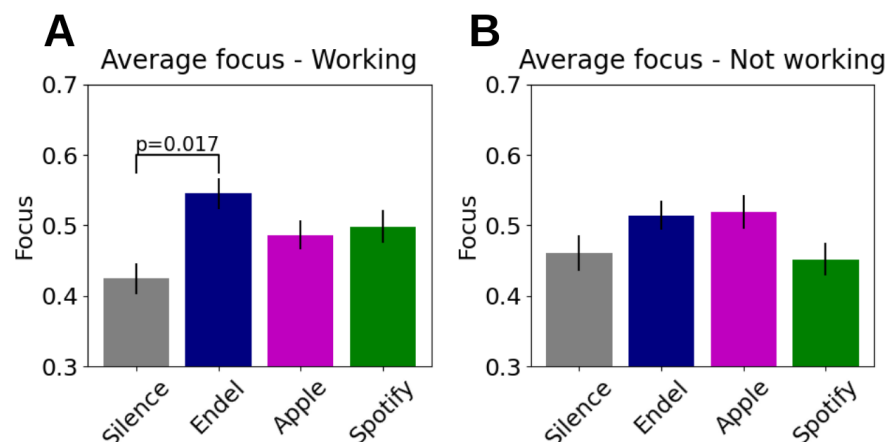 A
Average focus - Working
0.7
0.6
0.5
0.4
0.3
Focus
p=0.017
Silence
Endel
Apple
Spotify
B
Average focus - Not working
0.7
0.6
0.5
0.4
0.3
Focus
Silence
Endel
Apple
Spotify